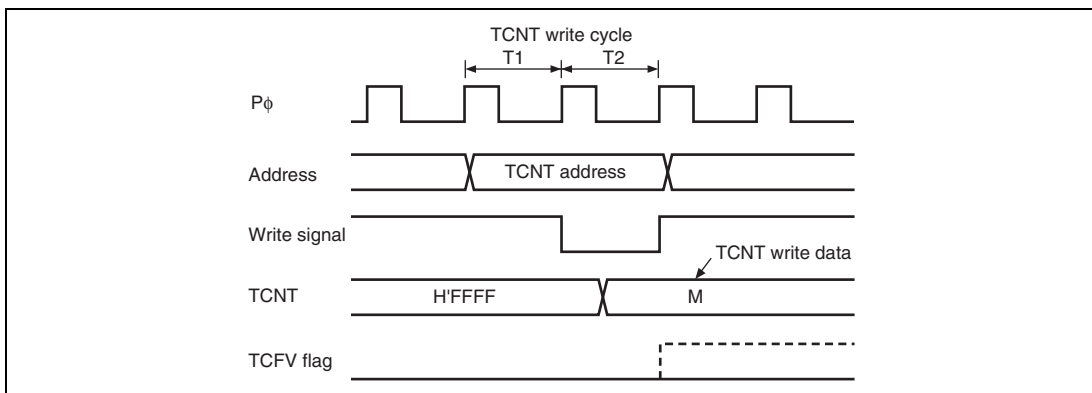 TCNT write cycle
T1 T2
Pϕ
Address
TCNT address
Write signal
TCNT write data
TCNT
H'FFFF
M
TCFV flag